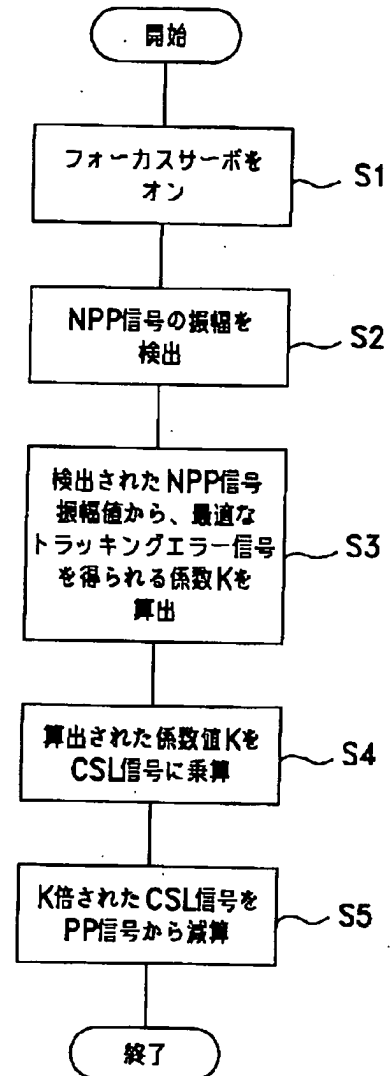 開始
フォーカスサーボを
オン
S1
NPP信号の振幅を
検出
S2
検出されたNPP信号
振幅値から、最適な
トラッキングエラー信号
を得られる係数Kを
算出
S3
算出された係数値Kを
CSL信号に乗算
S4
K倍されたCSL信号を
PP信号から減算
S5
終了